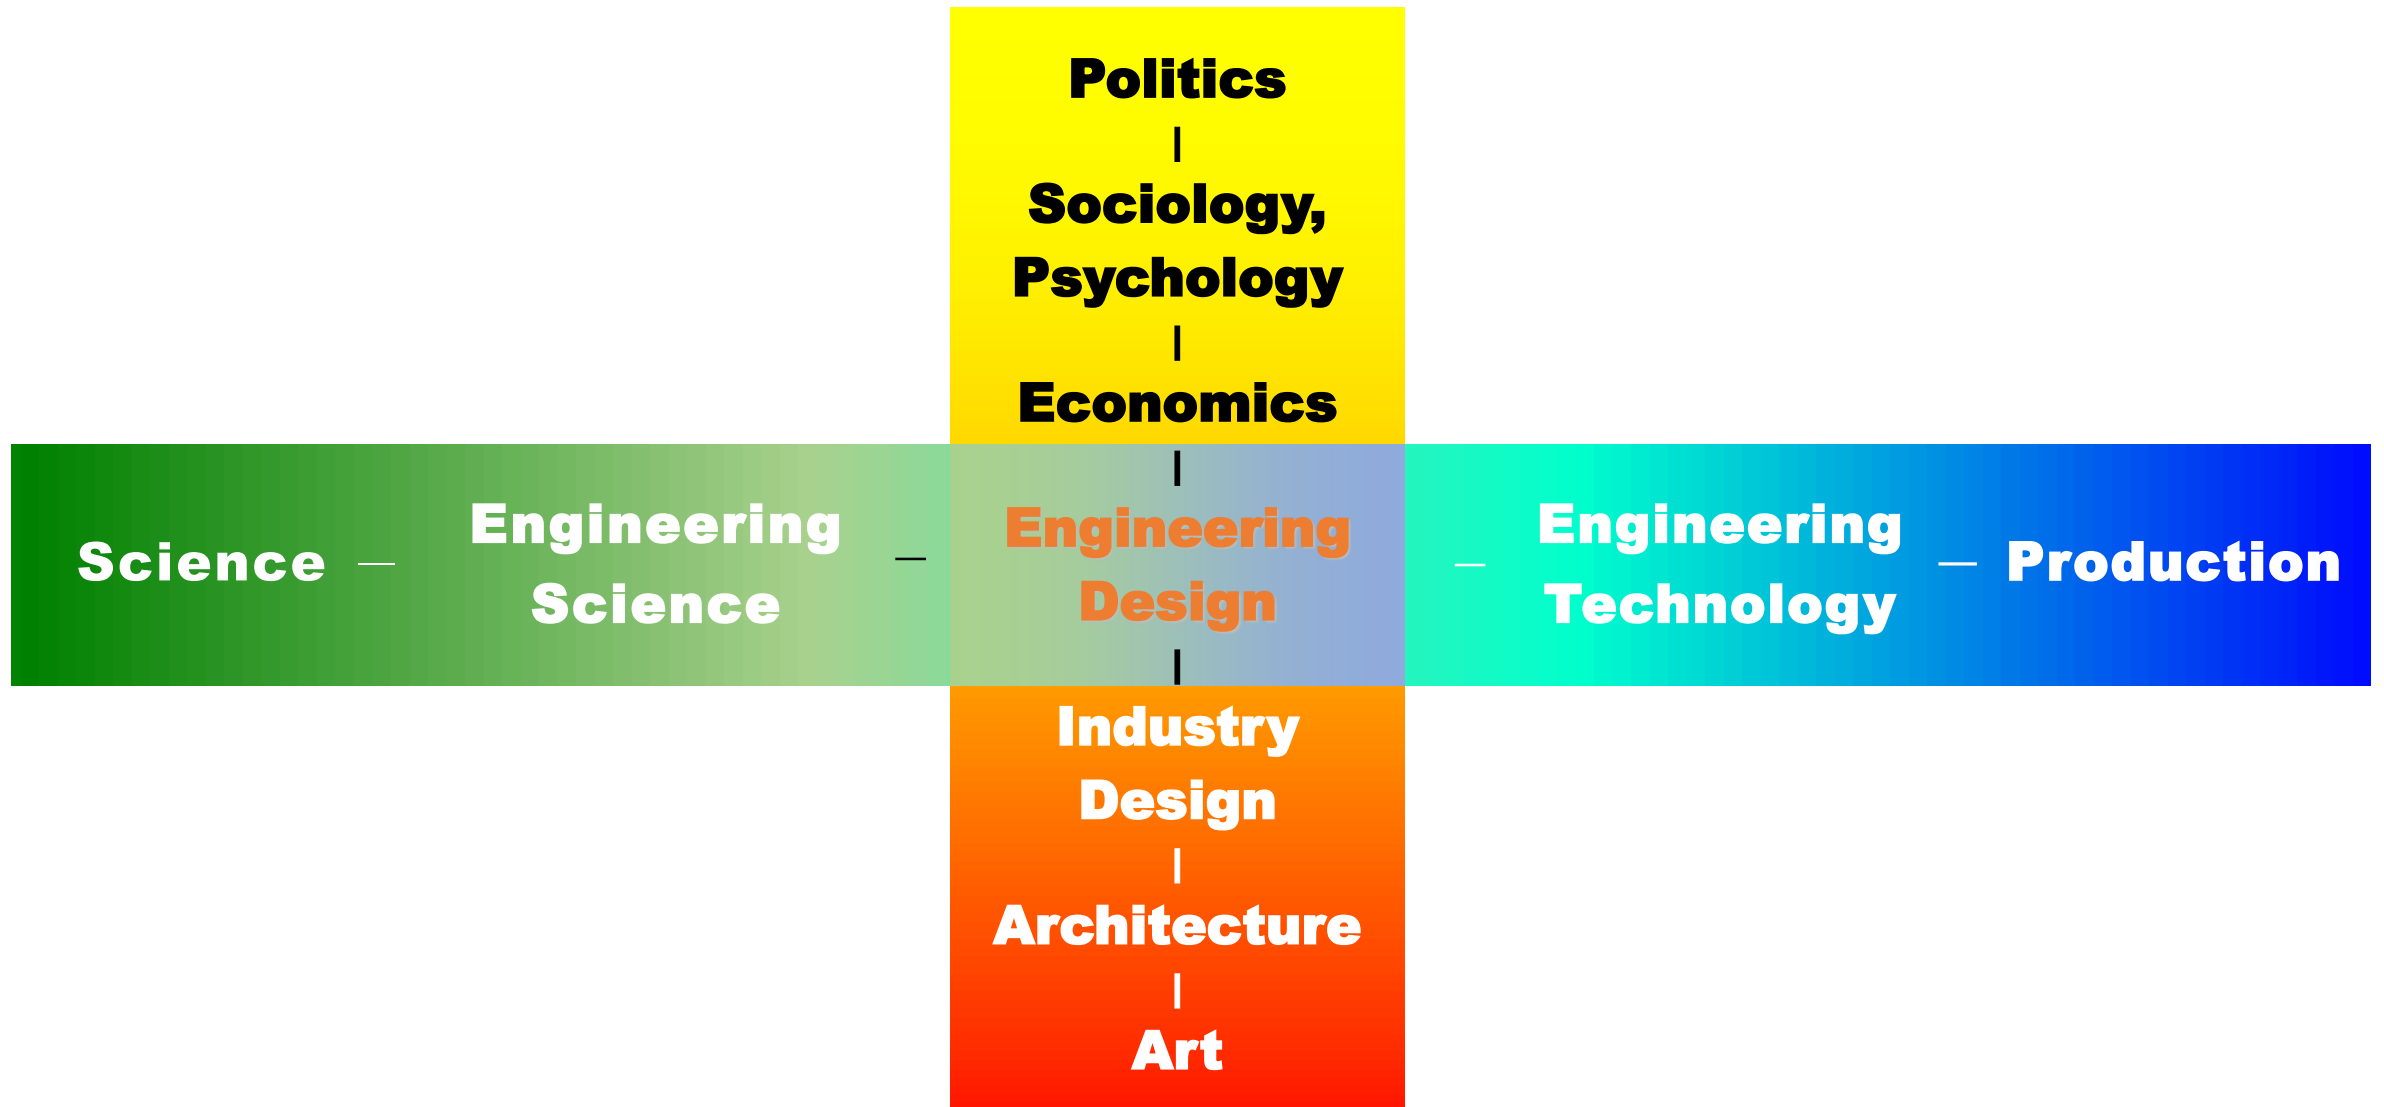 Politics
Sociology,
Psychology
Economics
Science — Engineering
Science — Engineering
Design — Engineering
Technology — Production
Industry
Design
Architecture
Art